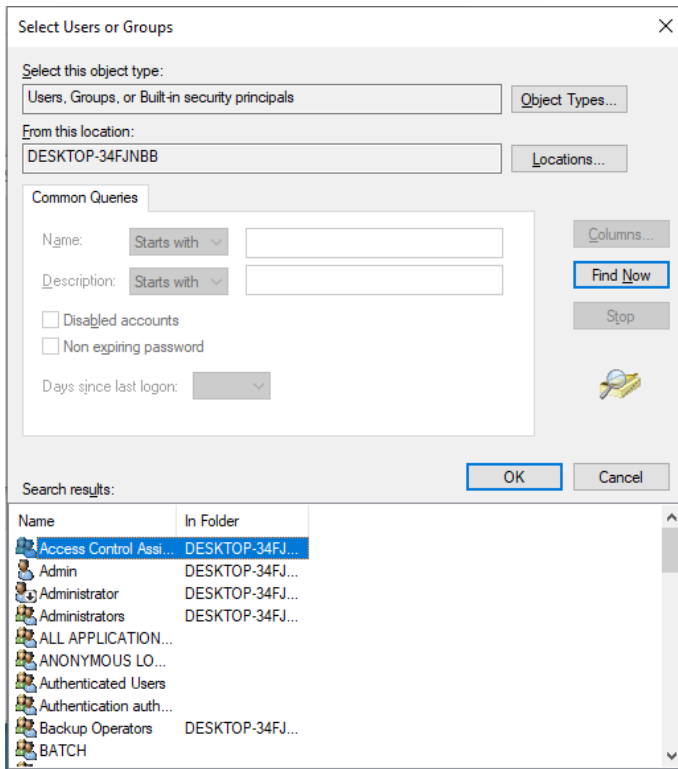 Select Users or Groups
Select this object type:
Users, Groups, or Built-in security principals
Object Types...
From this location:
DESKTOP-34FJNBB
Locations...
Common Queries
Name:
Starts with
Columns...
Description:
Starts with
Find Now
Disabled accounts
Stop
Non expiring password
Days since last logon:
OK
Cancel
Search results:
Name In Folder
Access Control Assi... DESKTOP-34FJ...
Admin DESKTOP-34FJ...
Administrator DESKTOP-34FJ...
Administrators DESKTOP-34FJ...
ALL APPLICATION...
ANONYMOUS LO...
Authenticated Users
Authentication auth...
Backup Operators DESKTOP-34FJ...
BATCH